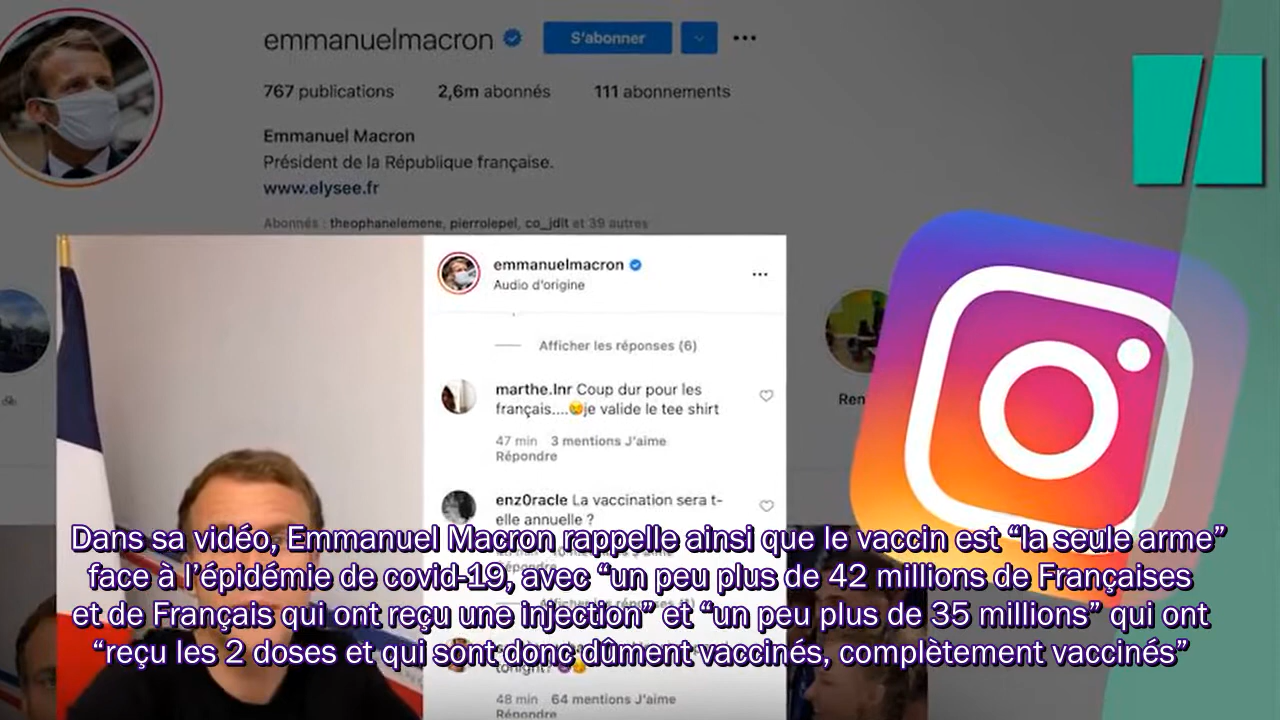 emmanuelmacron
S'abonner
767 publications 2,6m abonnés 111 abonnements
Emmanuel Macron
Président de la République française.
www.elysee.fr
Abonnés : theophanelemene, pierrolepel, co_jdlt et 39 autres
emmanuelmacron
Audio d'origine
Afficher les réponses (6)
marthe.lnr Coup dur pour les
français....😉je valide le tee shirt
47 min 3 mentions J'aime
Répondre
enz0racle La vaccination sera t-
elle annuelle ?
Ren
Dans sa vidéo, Emmanuel Macron rappelle ainsi que le vaccin est “la seule arme”
face à l’épidémie de covid-19, avec “un peu plus de 42 millions de Françaises
et de Français qui ont reçu une injection” et “un peu plus de 35 millions” qui ont
“reçu les 2 doses et qui sont donc dûment vaccinés, complètement vaccinés”
tonight?
48 min 64 mentions J'aime
Répondre